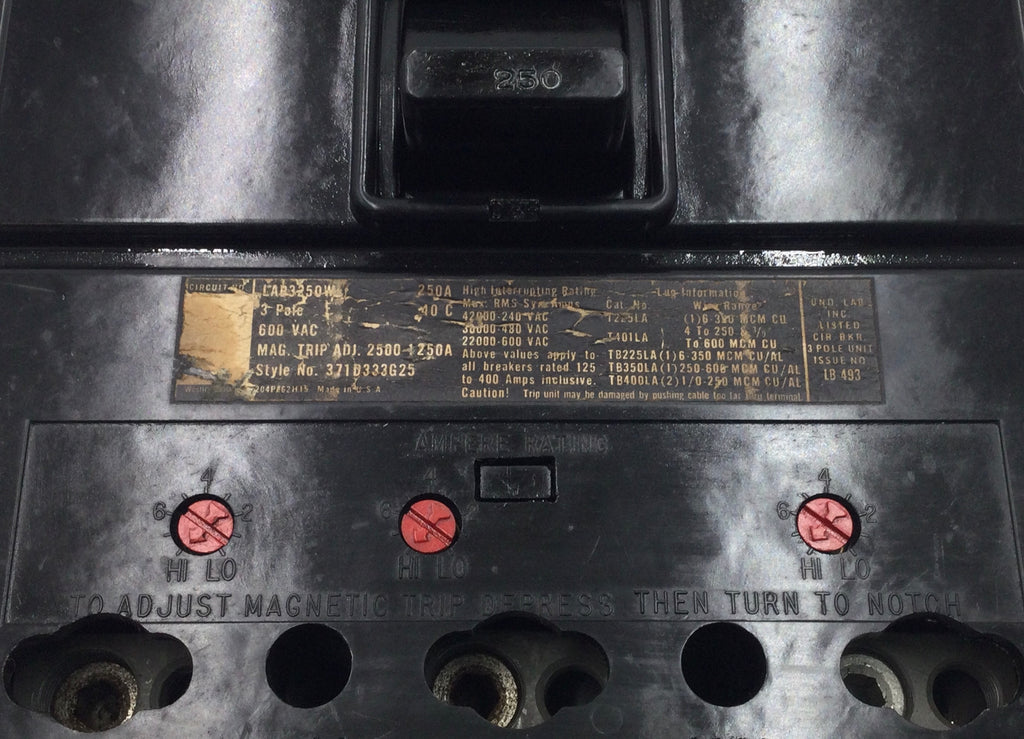 250
CIRCUIT NO. LAB3250W 250A
3 Pole 40 C
600 VAC
MAG. TRIP ADJ. 2500-1250A
Style No. 371D333G25
Made in U.S.A
High Interrupting Rating
Max. RMS Sym. Amps
42000-240 VAC
30000-480 VAC
22000-600 VAC
Above values apply to
all breakers rated 125
to 400 Amps inclusive.
Lug Information
Cat. No. Wire Range
T225LA (1)6-350 MCM CU
T401LA 4 To 250 &
To 600 MCM CU
TB225LA (1)6-350 MCM CU/AL
TB350LA (1)250-600 MCM CU/AL
TB400LA (2)1/0-250 MCM CU/AL
Caution! Trip unit may be damaged by pushing cable too far thru terminal
UND. LAB.
INC.
LISTED
CIR. BKR.
3 POLE UNIT
ISSUE NO.
LB 493
AMPERE RATING
4 4 4
6 2 6 6 2
HI LO HI LO HI LO
TO ADJUST MAGNETIC TRIP DEPRESS THEN TURN TO NOTCH